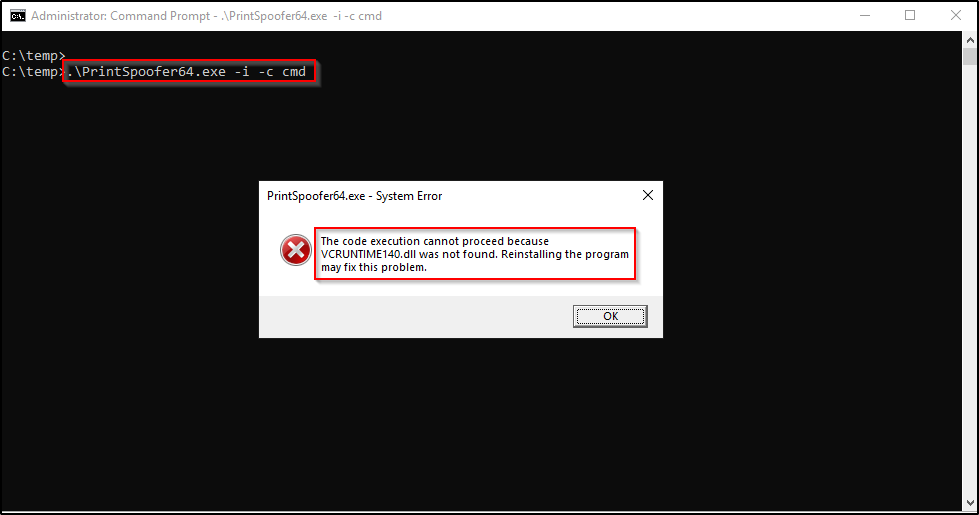 Administrator: Command Prompt - .\PrintSpoofer64.exe -i -c cmd
C:\temp>
C:\temp>.\PrintSpoofer64.exe -i -c cmd
PrintSpoofer64.exe - System Error
The code execution cannot proceed because
VCRUNTIME140.dll was not found. Reinstalling the program
may fix this problem.
OK